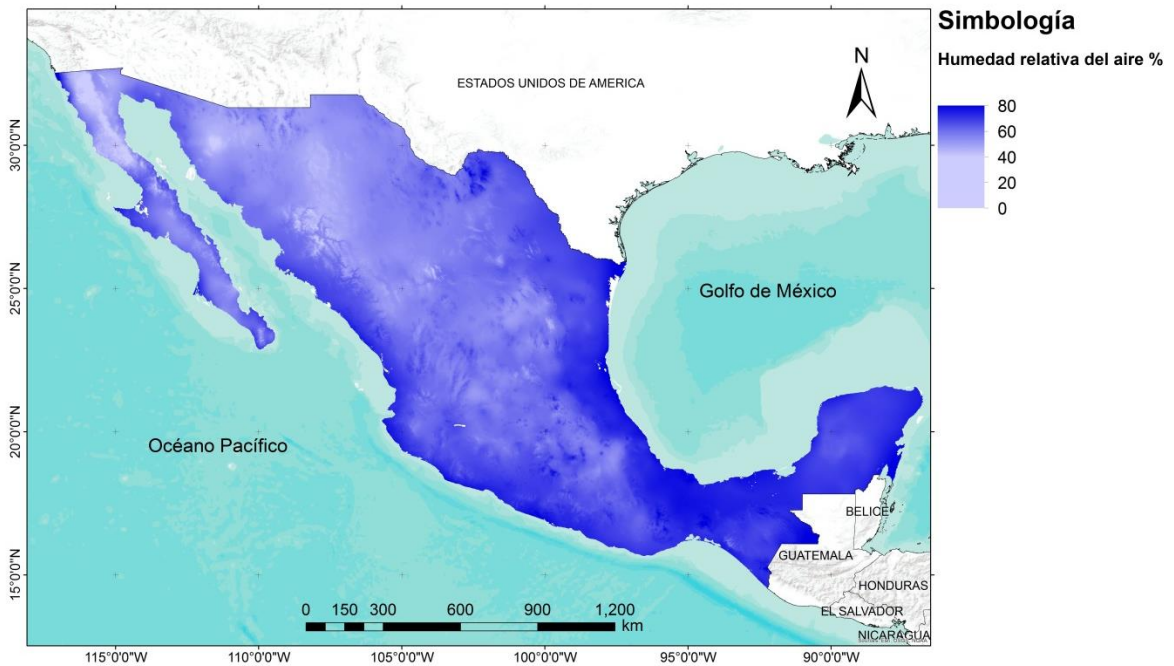 Simbología
Humedad relativa del aire %
80
60
40
20
0
N
ESTADOS UNIDOS DE AMERICA
Golfo de México
Océano Pacífico
BELICE
GUATEMALA
HONDURAS
EL SALVADOR
NICARAGUA
0 150 300 600 900 1,200
km
30°0'0"N
25°0'0"N
20°0'0"N
15°0'0"N
115°0'0"W 110°0'0"W 105°0'0"W 100°0'0"W 95°0'0"W 90°0'0"W